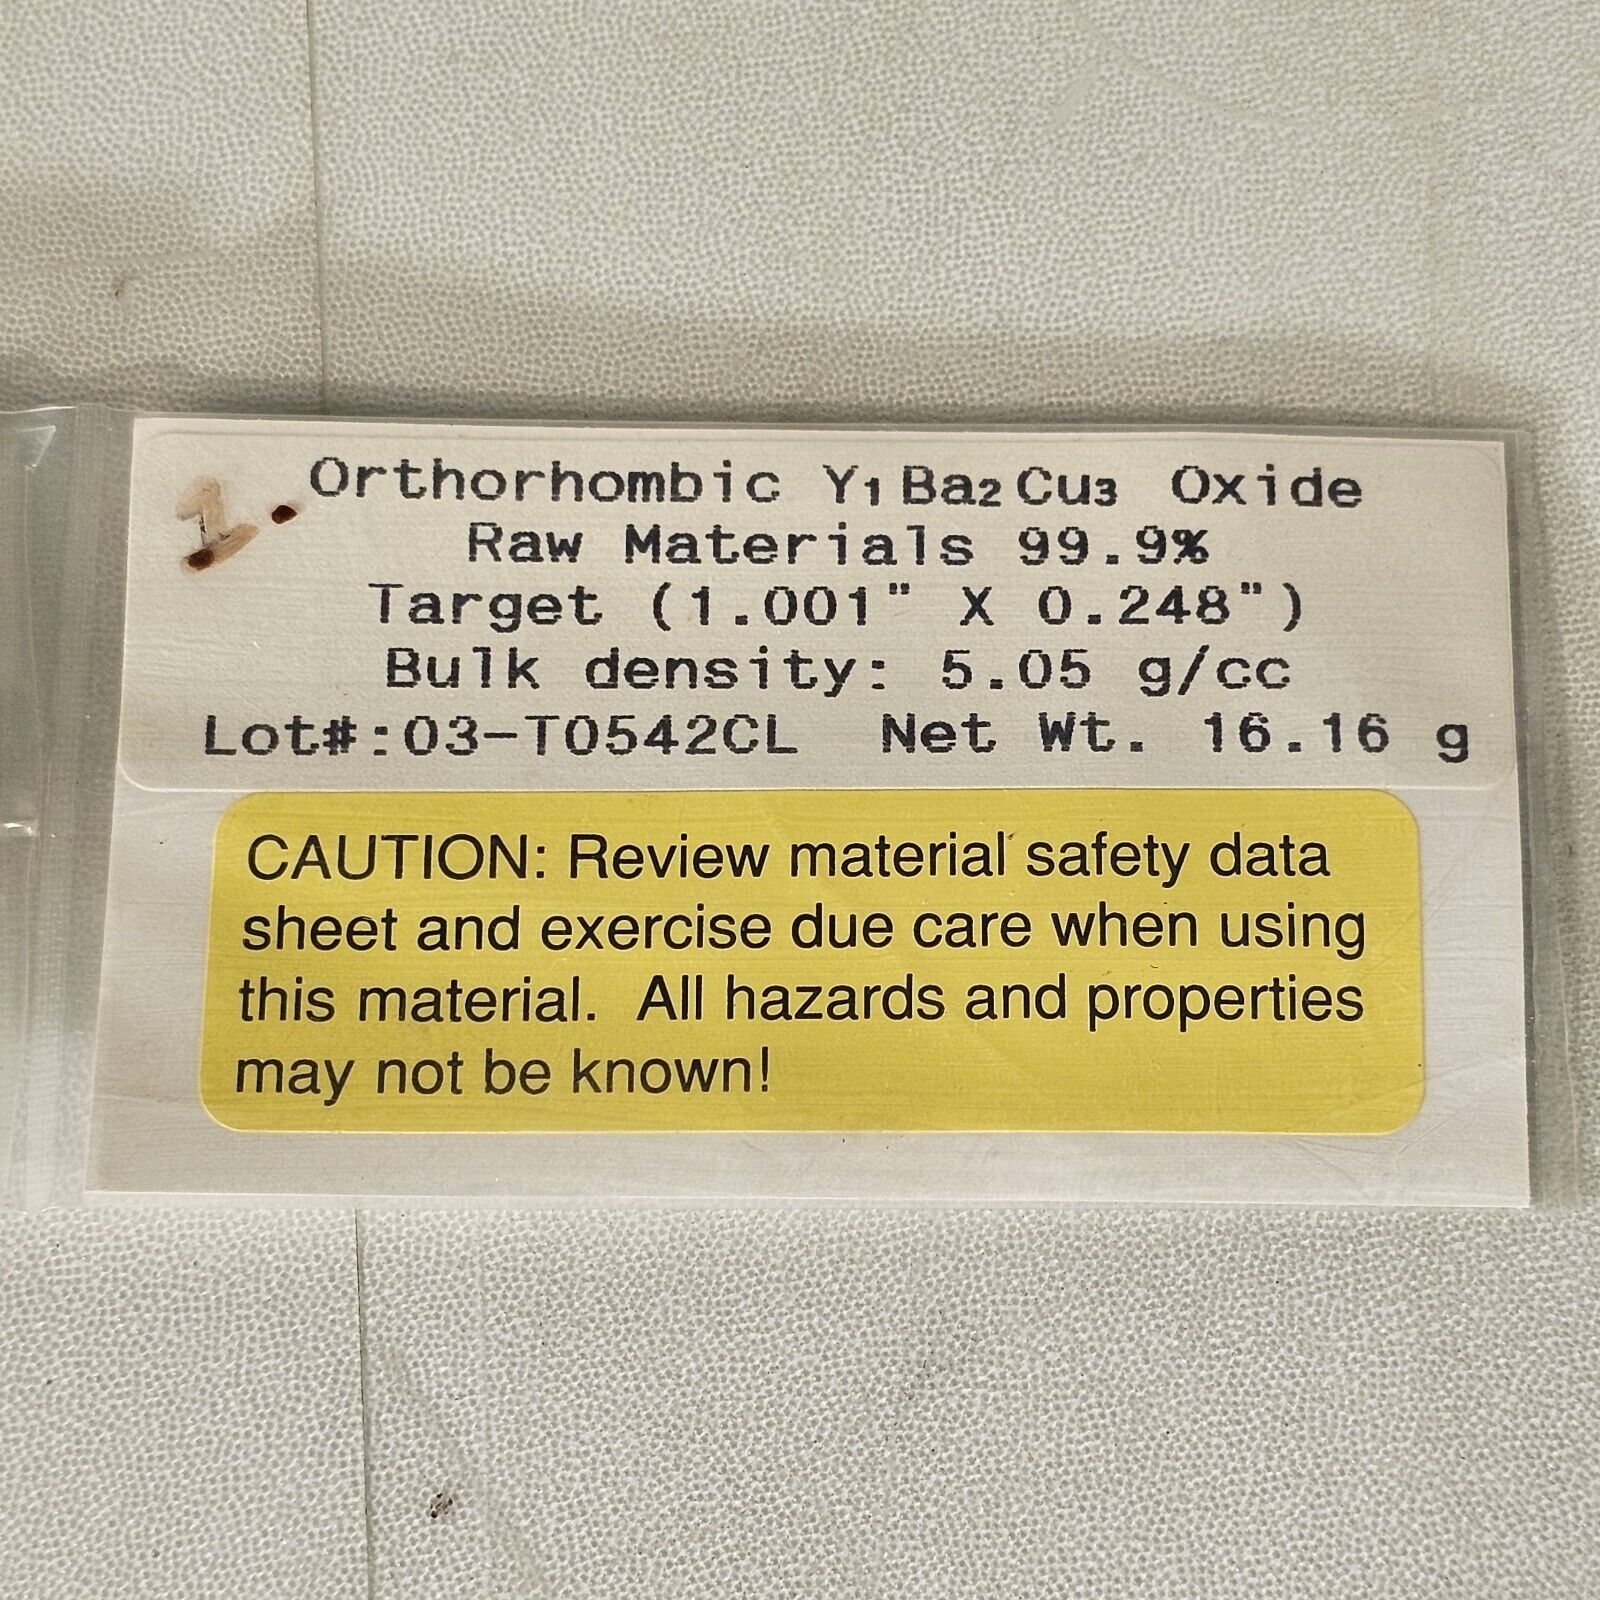 1.
Orthorhombic Y₁Ba₂Cu₃ Oxide
Raw Materials 99.9%
Target (1.001" X 0.248")
Bulk density: 5.05 g/cc
Lot#:03-T0542CL Net Wt. 16.16 g
CAUTION: Review material safety data
sheet and exercise due care when using
this material. All hazards and properties
may not be known!